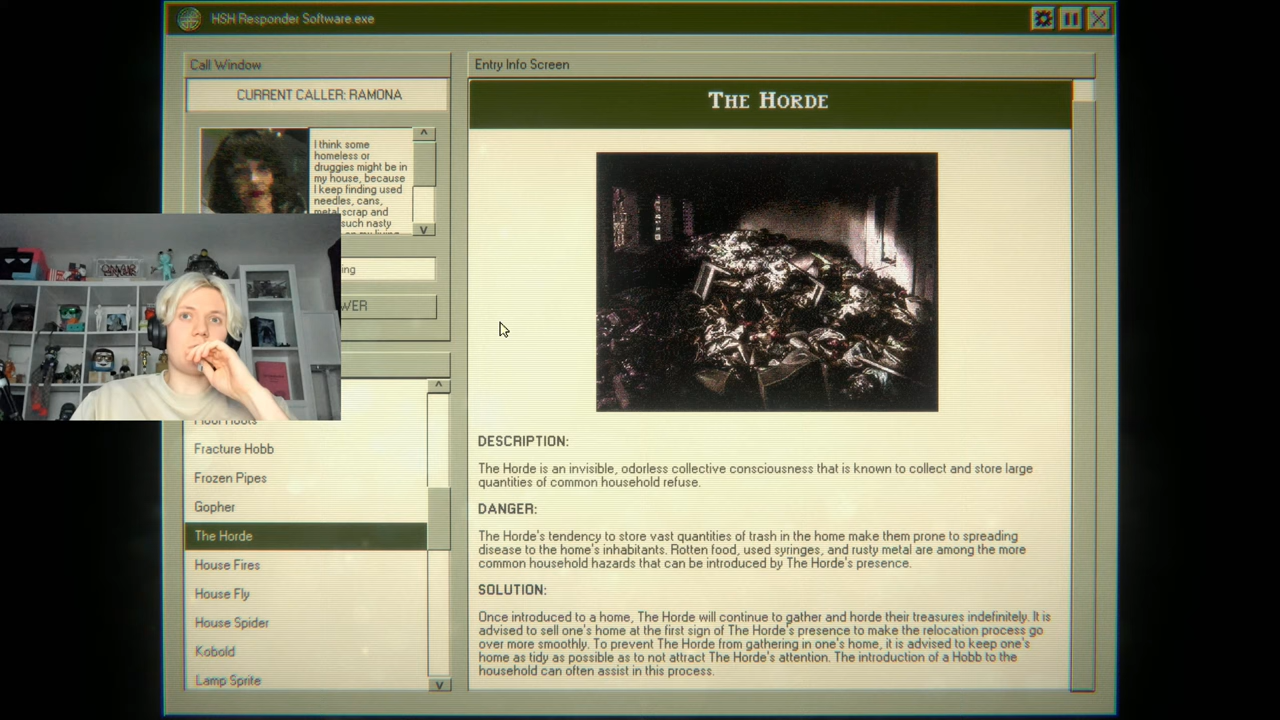 HSH Responder Software.exe
Call Window
Entry Info Screen
CURRENT CALLER: RAMONA
THE HORDE
I think some
homeless or
druggies might be in
my house, because
I keep finding used
needles, cans,
metal scrap and
such nasty
DESCRIPTION:
The Horde is an invisible, odorless collective consciousness that is known to collect and store large
quantities of common household refuse.
DANGER:
The Horde's tendency to store vast quantities of trash in the home make them prone to spreading
disease to the home's inhabitants. Rotten food, used syringes, and rusty metal are among the more
common household hazards that can be introduced by The Horde's presence.
SOLUTION:
Once introduced to a home, The Horde will continue to gather and horde their treasures indefinitely. It is
advised to sell one's home at the first sign of The Horde's presence to make the relocation process go
over more smoothly. To prevent The Horde from gathering in one's home, it is advised to keep one's
home as tidy as possible as to not attract The Horde's attention. The introduction of a Hobb to the
household can often assist in this process.
Fracture Hobb
Frozen Pipes
Gopher
The Horde
House Fires
House Fly
House Spider
Kobold
Lamp Sprite